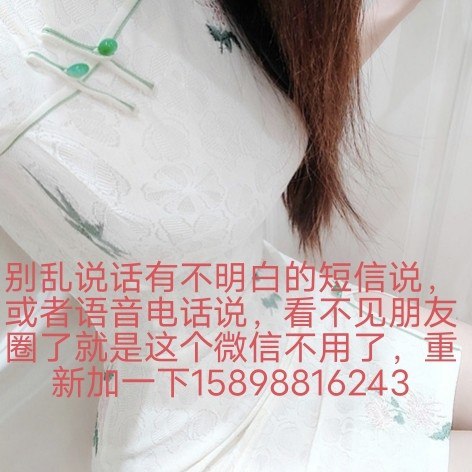 别乱说话有不明白的短信说，
或者语音电话说，看不见朋友
圈了就是这个微信不用了，重
新加一下15898816243